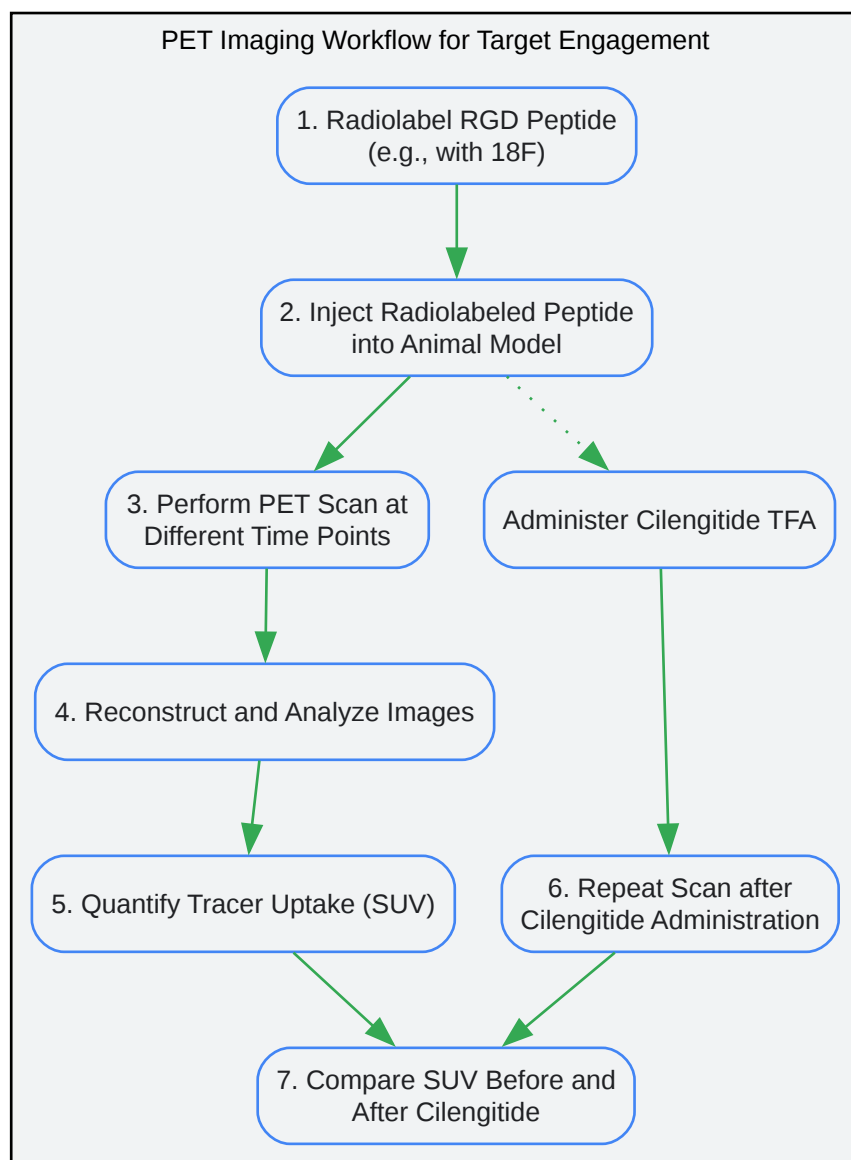 PET Imaging Workflow for Target Engagement
1. Radiolabel RGD Peptide
(e.g., with 18F)
2. Inject Radiolabeled Peptide
into Animal Model
3. Perform PET Scan at
Different Time Points
Administer Cilengitide TFA
4. Reconstruct and Analyze Images
5. Quantify Tracer Uptake (SUV)
6. Repeat Scan after
Cilengitide Administration
7. Compare SUV Before and
After Cilengitide